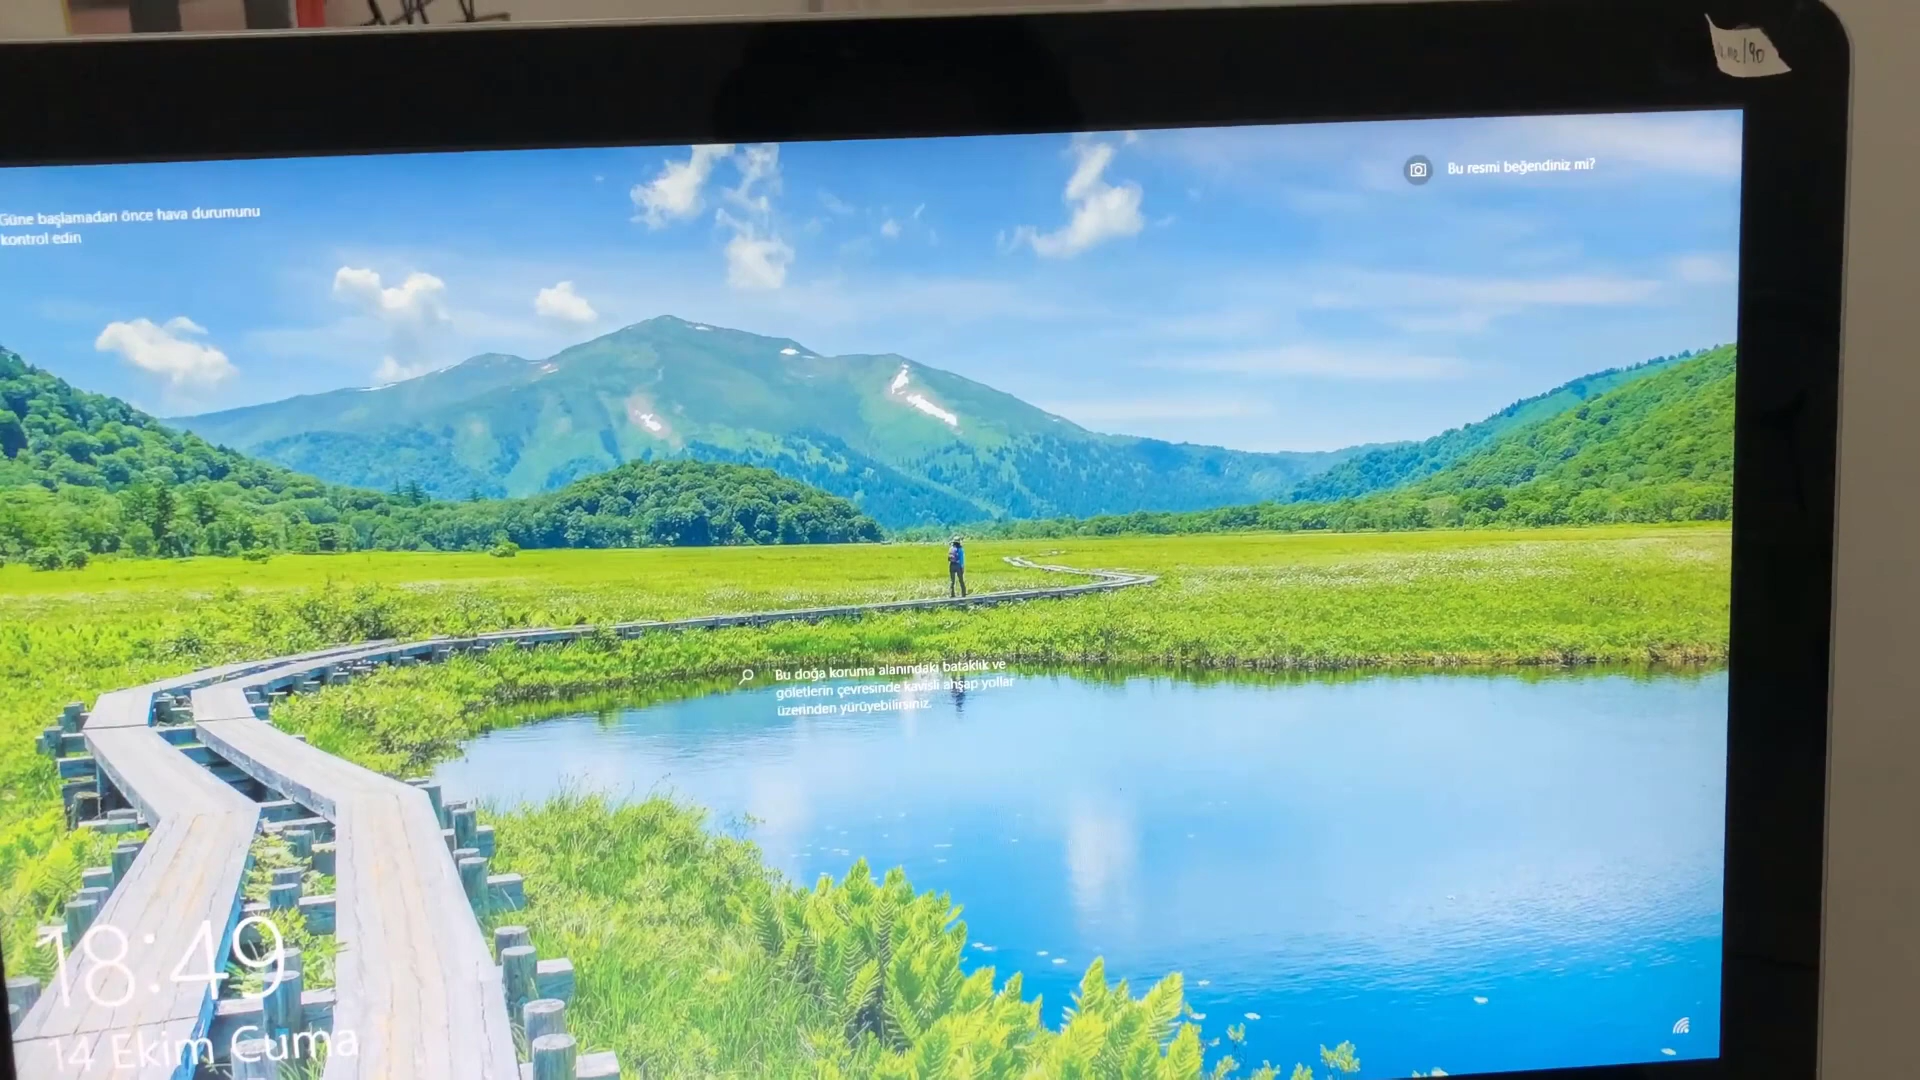 Güne başlamadan önce hava durumunu
kontrol edin
Bu resmi beğendiniz mi?
Bu doğa koruma alanındaki bataklık ve
göletlerin çevresinde kavisli ahşap yollar
üzerinden yürüyebilirsiniz.
18:49
14 Ekim Cuma